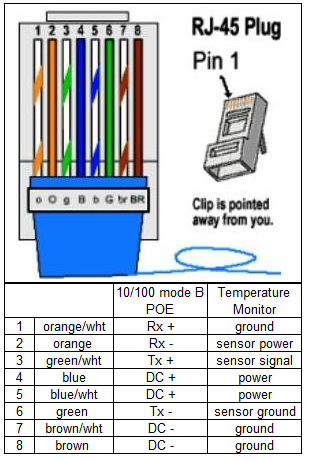 RJ-45 Plug
Pin 1
1 2 3 4 5 6 7 8
o O g B b G br BR
Clip is pointed
away from you.
10/100 mode B POE Temperature Monitor
1 orange/wht Rx + ground
2 orange Rx - sensor power
3 green/wht Tx + sensor signal
4 blue DC + power
5 blue/wht DC + power
6 green Tx - sensor ground
7 brown/wht DC - ground
8 brown DC - ground